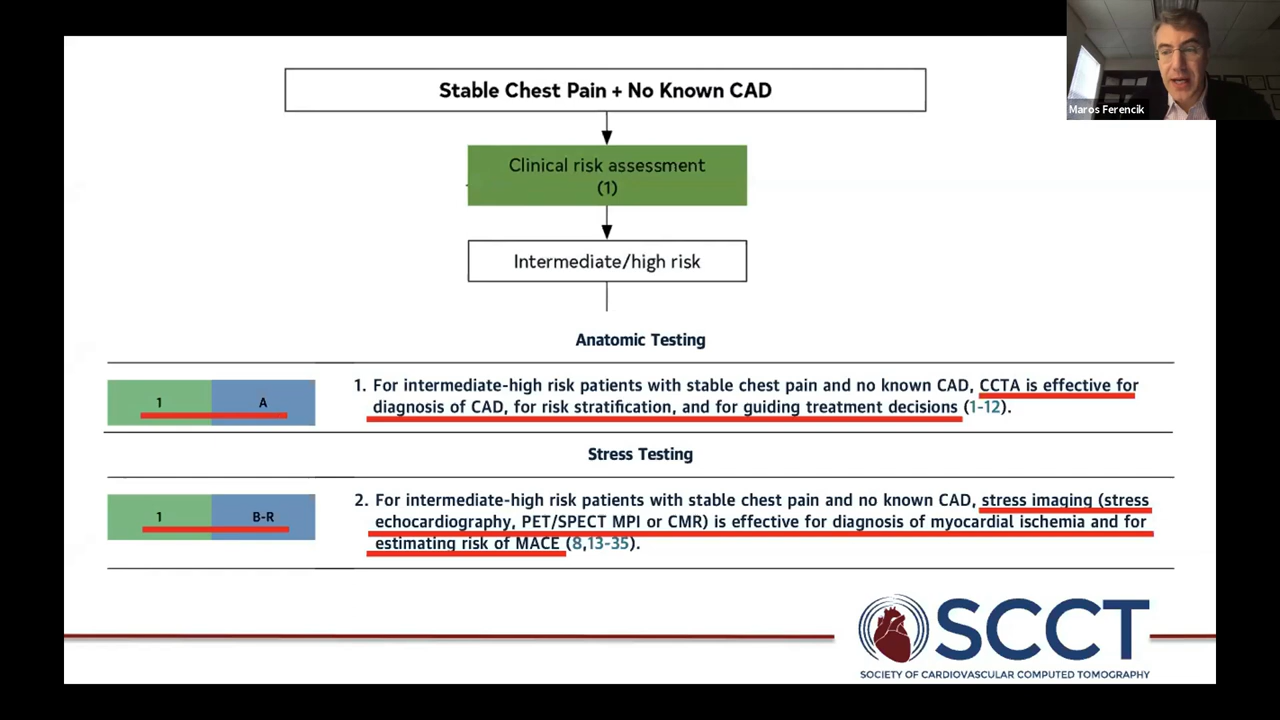 Maros Ferencik
Stable Chest Pain + No Known CAD
Clinical risk assessment
(1)
Intermediate/high risk
Anatomic Testing
1 A
1. For intermediate-high risk patients with stable chest pain and no known CAD, CCTA is effective for
diagnosis of CAD, for risk stratification, and for guiding treatment decisions (1-12).
Stress Testing
1 B-R
2. For intermediate-high risk patients with stable chest pain and no known CAD, stress imaging (stress
echocardiography, PET/SPECT MPI or CMR) is effective for diagnosis of myocardial ischemia and for
estimating risk of MACE (8,13-35).
SCCT
SOCIETY OF CARDIOVASCULAR COMPUTED TOMOGRAPHY